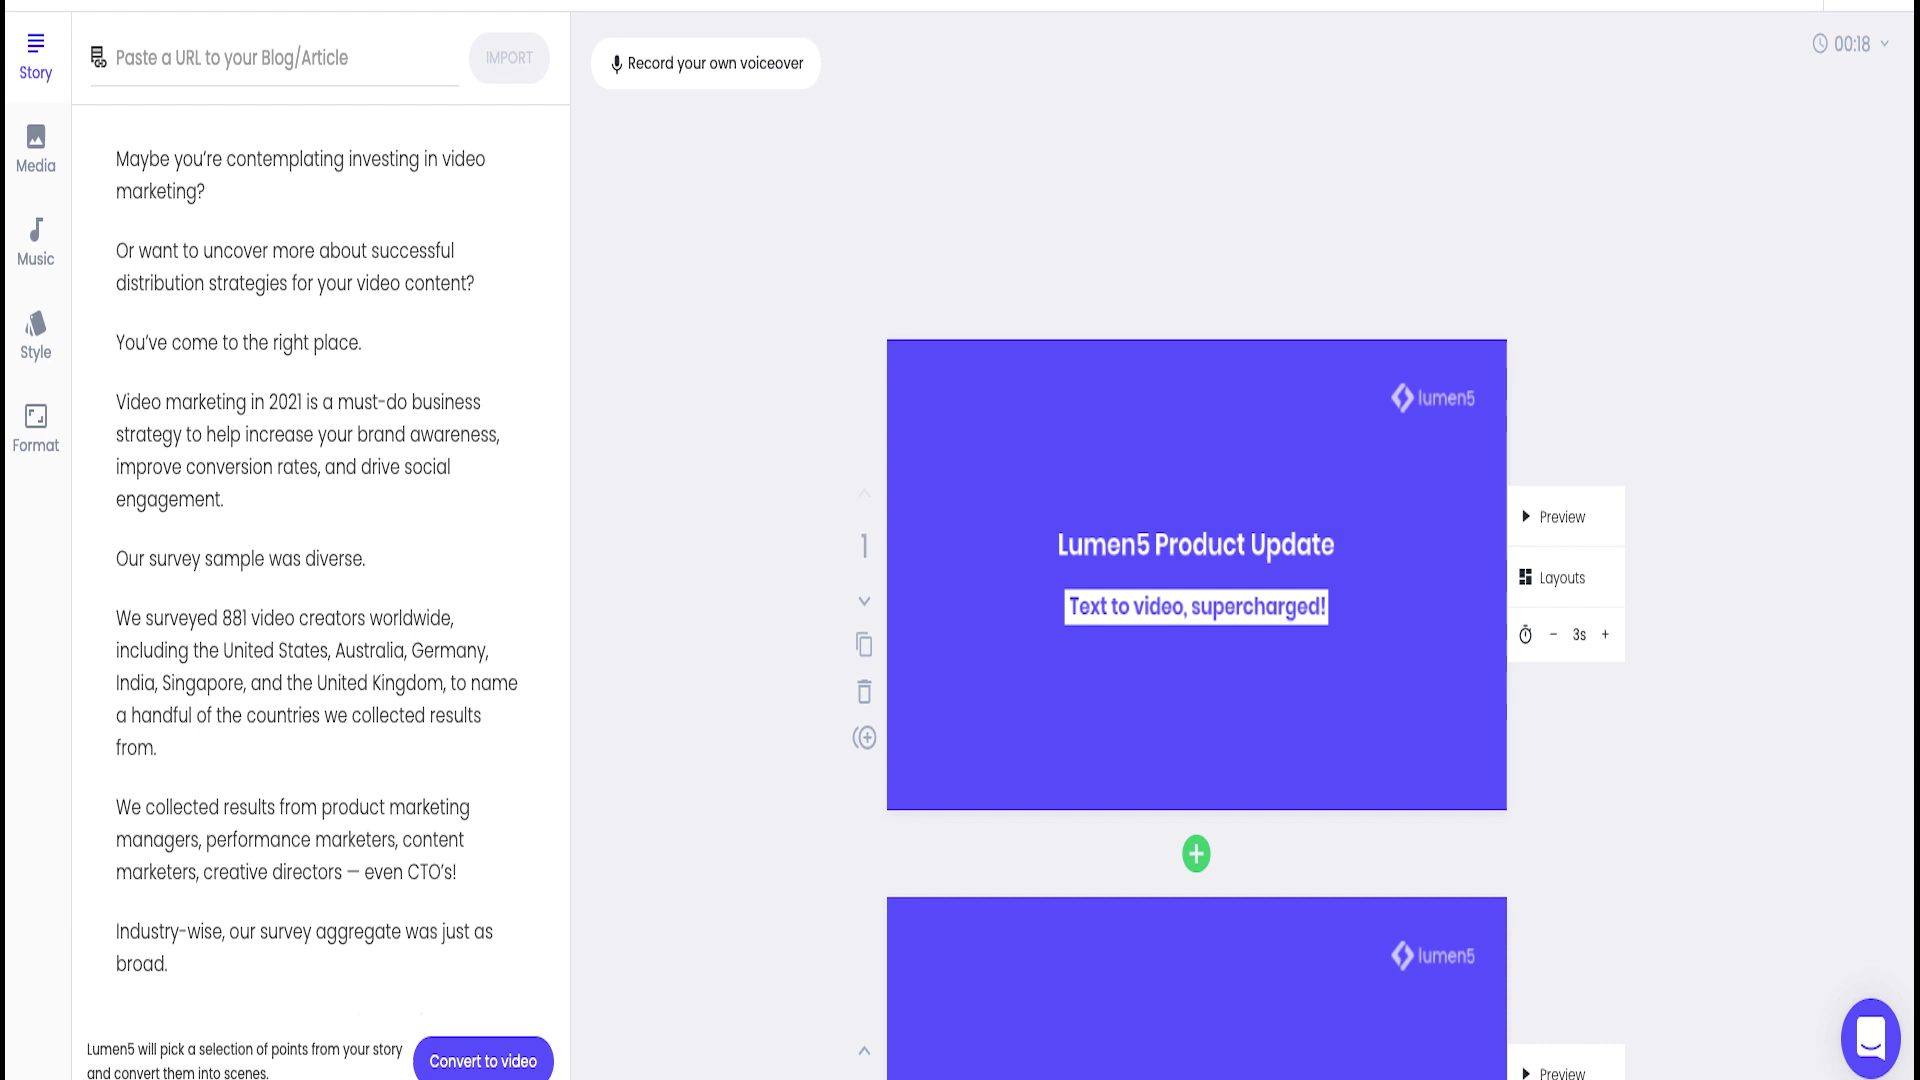 Story
Media
Music
Style
Format
Paste a URL to your Blog/Article
IMPORT
Maybe you're contemplating investing in video
marketing?
Or want to uncover more about successful
distribution strategies for your video content?
You've come to the right place.
Video marketing in 2021 is a must-do business
strategy to help increase your brand awareness,
improve conversion rates, and drive social
engagement.
Our survey sample was diverse.
We surveyed 881 video creators worldwide,
including the United States, Australia, Germany,
India, Singapore, and the United Kingdom, to name
a handful of the countries we collected results
from.
We collected results from product marketing
managers, performance marketers, content
marketers, creative directors — even CTO's!
Industry-wise, our survey aggregate was just as
broad.
Lumen5 will pick a selection of points from your story
and convert them into scenes.
Convert to video
Record your own voiceover
00:18
1
lumen5
Lumen5 Product Update
Text to video, supercharged!
Preview
Layouts
− 3s +
lumen5
Preview